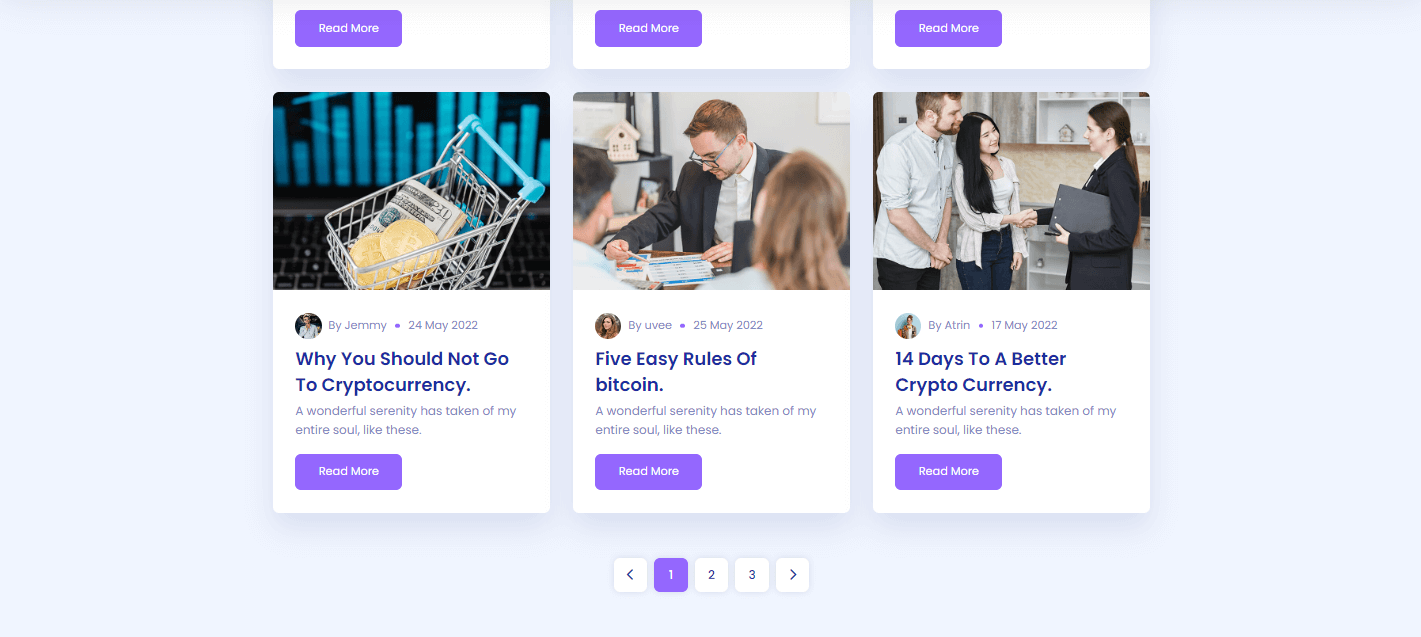 Read More
Read More
Read More
By Jemmy • 24 May 2022
Why You Should Not Go
To Cryptocurrency.
A wonderful serenity has taken of my
entire soul, like these.
Read More
By uvee • 25 May 2022
Five Easy Rules Of
bitcoin.
A wonderful serenity has taken of my
entire soul, like these.
Read More
By Atrin • 17 May 2022
14 Days To A Better
Crypto Currency.
A wonderful serenity has taken of my
entire soul, like these.
Read More
1 2 3